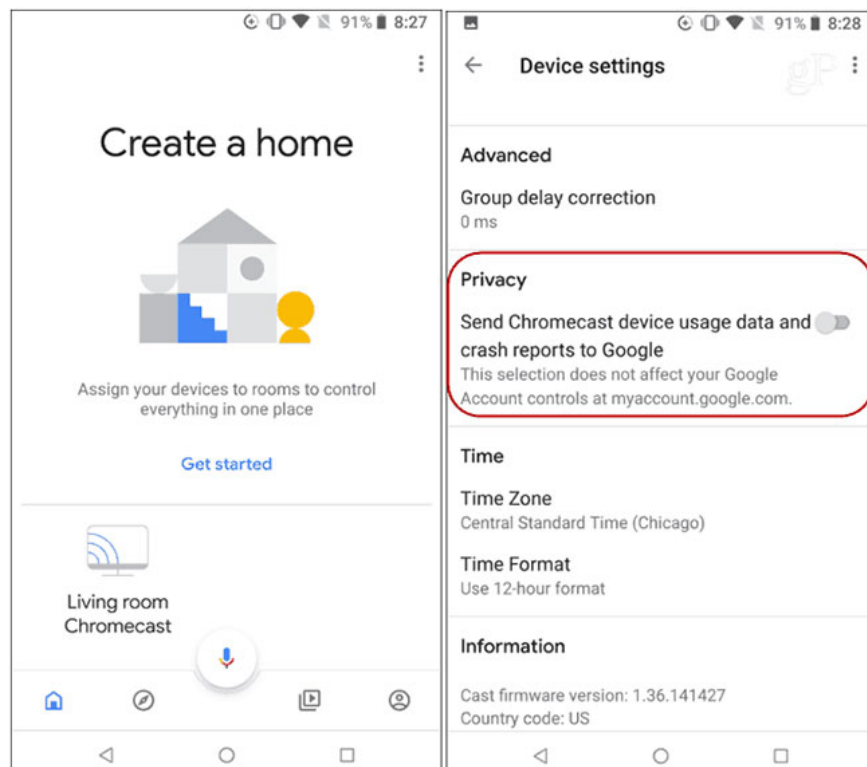 91% 8:27
Create a home
Assign your devices to rooms to control
everything in one place
Get started
Living room
Chromecast
91% 8:28
Device settings
gP
Advanced
Group delay correction
0 ms
Privacy
Send Chromecast device usage data and
crash reports to Google
This selection does not affect your Google
Account controls at myaccount.google.com.
Time
Time Zone
Central Standard Time (Chicago)
Time Format
Use 12-hour format
Information
Cast firmware version: 1.36.141427
Country code: US